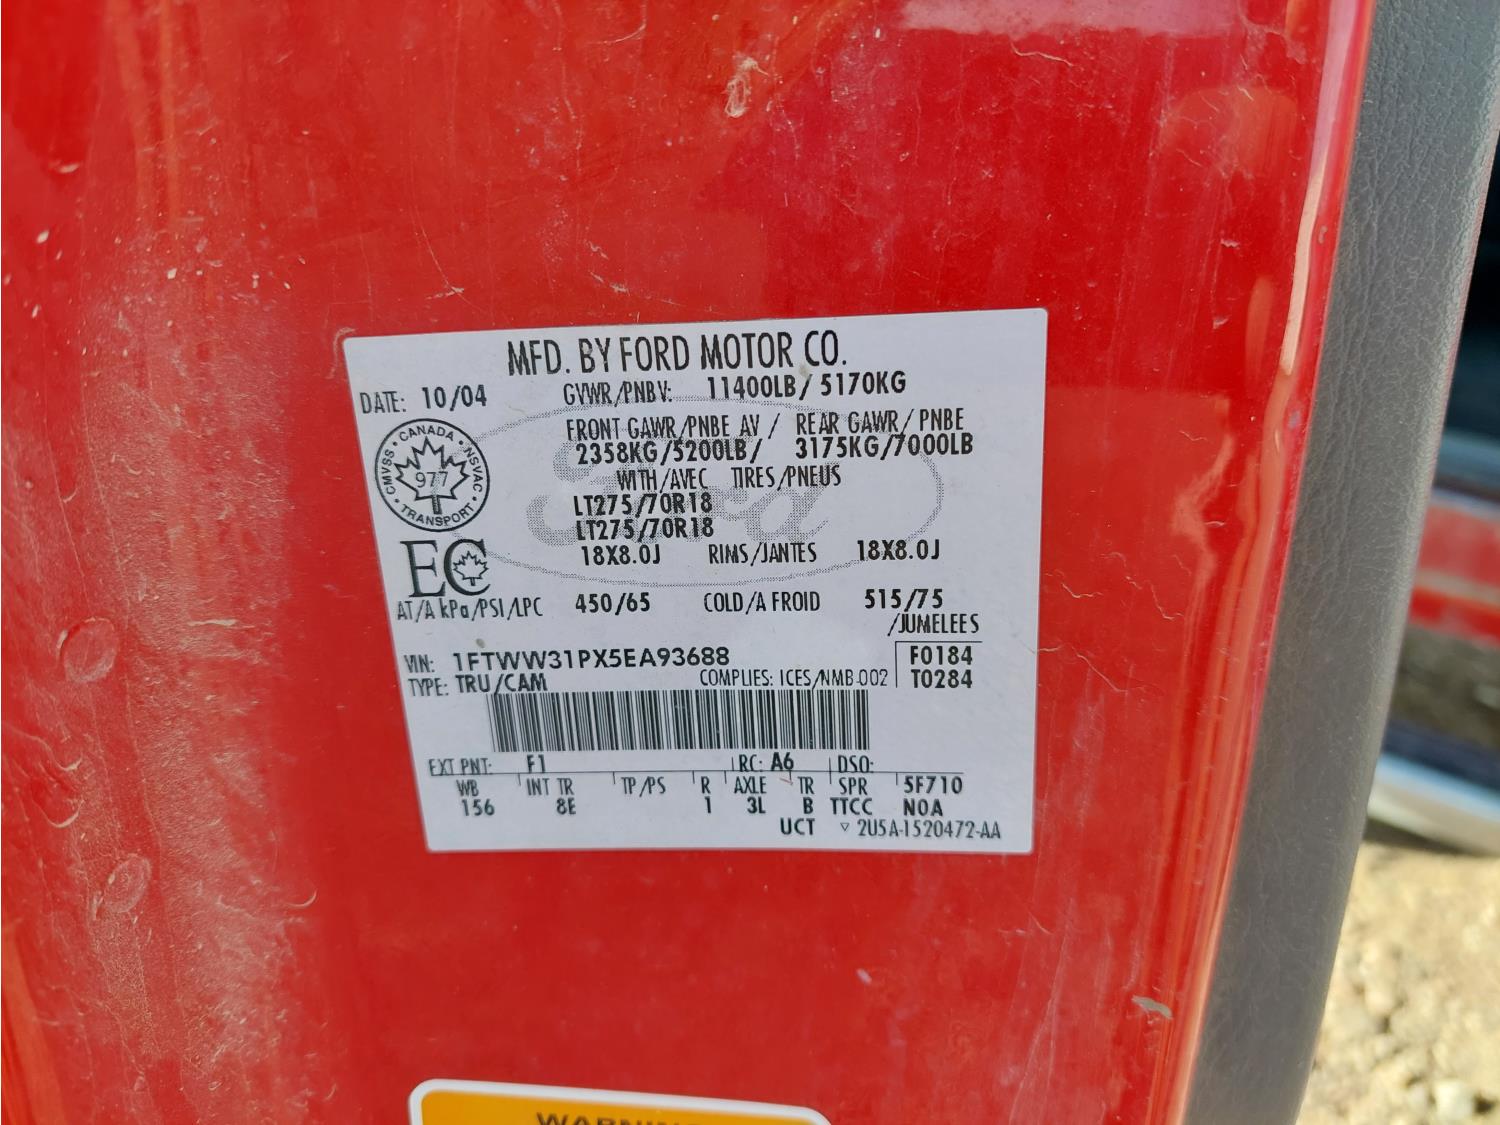 MFD. BY FORD MOTOR CO.
DATE: 10/04 GVWR/PNBV: 11400LB/ 5170KG
FRONT GAWR/PNBE AV / REAR GAWR/ PNBE
2358KG/5200LB/ 3175KG/7000LB
WITH/AVEC TIRES/PNEUS
LT275/70R18
LT275/70R18
18X8.0J RIMS/JANTES 18X8.0J
CANADA • NSVAC • TRANSPORT • CMVSS •
977
EC
Ford
AT/A kPa/PSI/LPC 450/65 COLD/A FROID 515/75
/JUMELEES
VIN: 1FTWW31PX5EA93688 F0184
TYPE: TRU/CAM COMPLIES: ICES/NMB-002 T0284
EXT PNT: F1 RC: A6 DSO:
WB INT TR TP/PS R AXLE TR SPR 5F710
156 8E 1 3L B TTCC N0A
UCT ▽ 2U5A-1520472-AA
WARNING